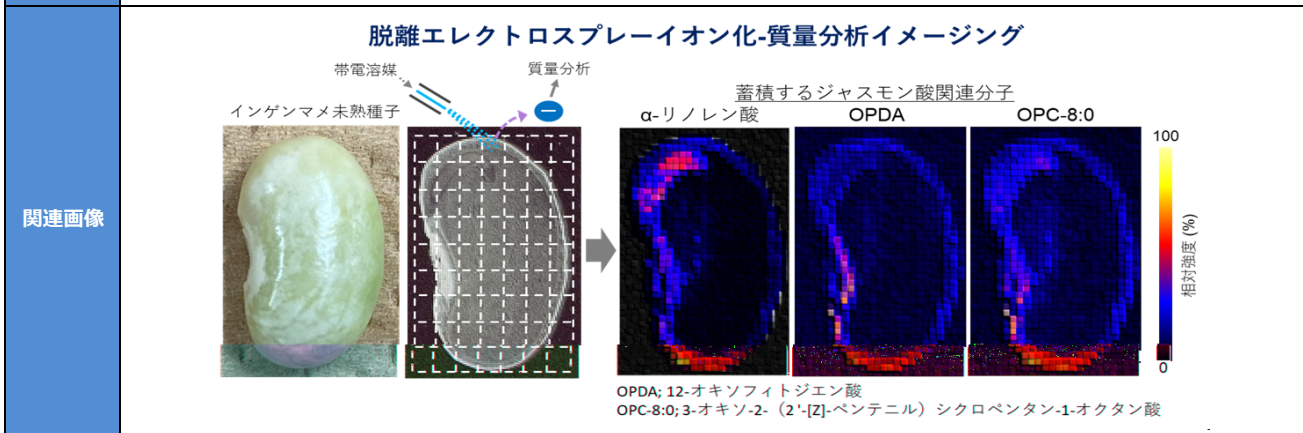 関連画像
脱離エレクトロスプレーイオン化-質量分析イメージング
帯電溶媒
質量分析
インゲンマメ未熟種子
蓄積するジャスモン酸関連分子
α-リノレン酸
OPDA
OPC-8:0
100
相対強度 (%)
0
OPDA; 12-オキソフィトジエン酸
OPC-8:0; 3-オキソ-2-（2'-[Z]-ペンテニル）シクロペンタン-1-オクタン酸